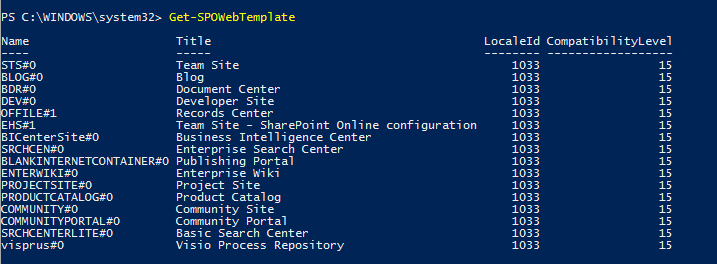 PS C:\WINDOWS\system32> Get-SPOWebTemplate
Name Title LocaleId CompatibilityLevel
---- ----- -------- ------------------
STS#0 Team Site 1033 15
BLOG#0 Blog 1033 15
BDR#0 Document Center 1033 15
DEV#0 Developer Site 1033 15
OFFILE#1 Records Center 1033 15
EHS#1 Team Site - SharePoint Online configuration 1033 15
BICenterSite#0 Business Intelligence Center 1033 15
SRCHCEN#0 Enterprise Search Center 1033 15
BLANKINTERNETCONTAINER#0 Publishing Portal 1033 15
ENTERWIKI#0 Enterprise Wiki 1033 15
PROJECTSITE#0 Project Site 1033 15
PRODUCTCATALOG#0 Product Catalog 1033 15
COMMUNITY#0 Community Site 1033 15
COMMUNITYPORTAL#0 Community Portal 1033 15
SRCHCENTERLITE#0 Basic Search Center 1033 15
visprus#0 Visio Process Repository 1033 15